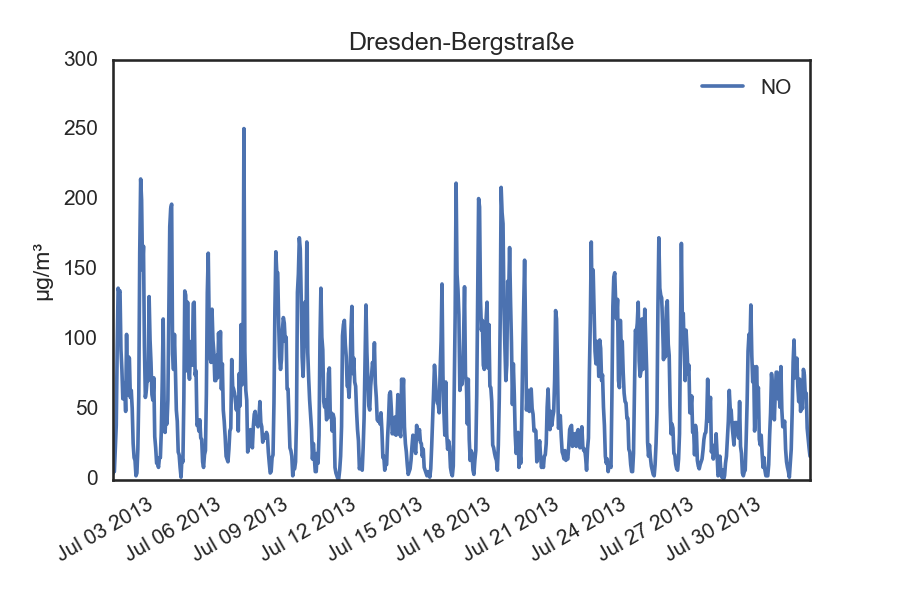 Dresden-Bergstraße
300
250
200
150
100
50
0
µg/m³
NO
Jul 03 2013
Jul 06 2013
Jul 09 2013
Jul 12 2013
Jul 15 2013
Jul 18 2013
Jul 21 2013
Jul 24 2013
Jul 27 2013
Jul 30 2013